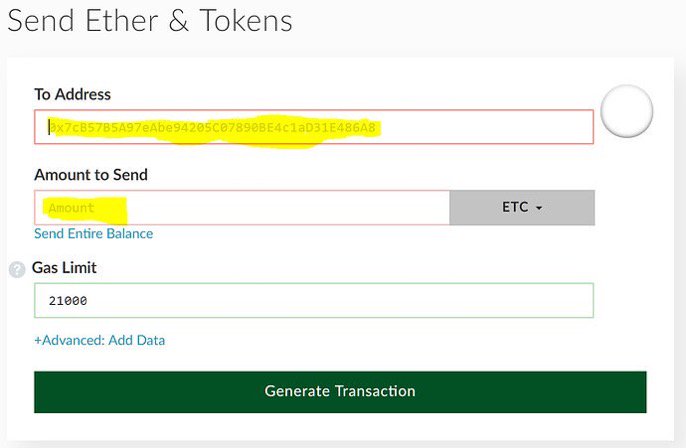 Send Ether & Tokens
To Address
0x7cB57B5A97eAbe94205C07890BE4c1aD31E486A8
Amount to Send
Amount
ETC
Send Entire Balance
?
Gas Limit
21000
+Advanced: Add Data
Generate Transaction